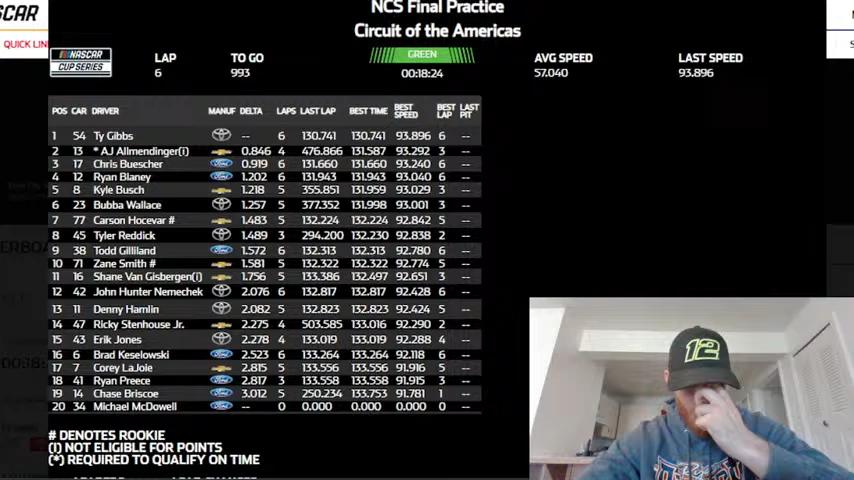 NCS Final Practice
SCAR
Circuit of the Americas
QUICK LIN
NASCAR
CUP SERIES
LAP
6
TO GO
993
GREEN
00:18:24
AVG SPEED
57.040
LAST SPEED
93.896
POS CAR DRIVER MANUF DELTA LAPS LAST LAP BEST TIME BEST SPEED BEST LAP LAST PIT
1 54 Ty Gibbs -- 6 130.741 130.741 93.896 6 --
2 13 * AJ Allmendinger(i) 0.846 4 476.866 131.587 93.292 3 --
3 17 Chris Buescher 0.919 6 131.660 131.660 93.240 6 --
4 12 Ryan Blaney 1.202 6 131.943 131.943 93.040 6 --
5 8 Kyle Busch 1.218 5 355.851 131.959 93.029 3 --
6 23 Bubba Wallace 1.257 5 377.352 131.998 93.001 3 --
7 77 Carson Hocevar # 1.483 5 132.224 132.224 92.842 5 --
8 45 Tyler Reddick 1.489 3 294.200 132.230 92.838 2 --
9 38 Todd Gilliland 1.572 6 132.313 132.313 92.780 6 --
10 71 Zane Smith # 1.581 5 132.322 132.322 92.774 5 --
11 16 Shane Van Gisbergen(i) 1.756 5 133.386 132.497 92.651 3 --
12 42 John Hunter Nemechek 2.076 6 132.817 132.817 92.428 6 --
13 11 Denny Hamlin 2.082 5 132.823 132.823 92.424 5 --
14 47 Ricky Stenhouse Jr. 2.275 4 503.585 133.016 92.290 2 --
15 43 Erik Jones 2.278 4 133.019 133.019 92.288 4 --
16 6 Brad Keselowski 2.523 6 133.264 133.264 92.118 6 --
17 7 Corey LaJoie 2.815 5 133.556 133.556 91.916 5 --
18 41 Ryan Preece 2.817 3 133.558 133.558 91.915 3 --
19 14 Chase Briscoe 3.012 5 250.234 133.753 91.781 1 --
20 34 Michael McDowell -- 0 0.000 0.000 0.000 0 --
# DENOTES ROOKIE
(i) NOT ELIGIBLE FOR POINTS
(*) REQUIRED TO QUALIFY ON TIME
12